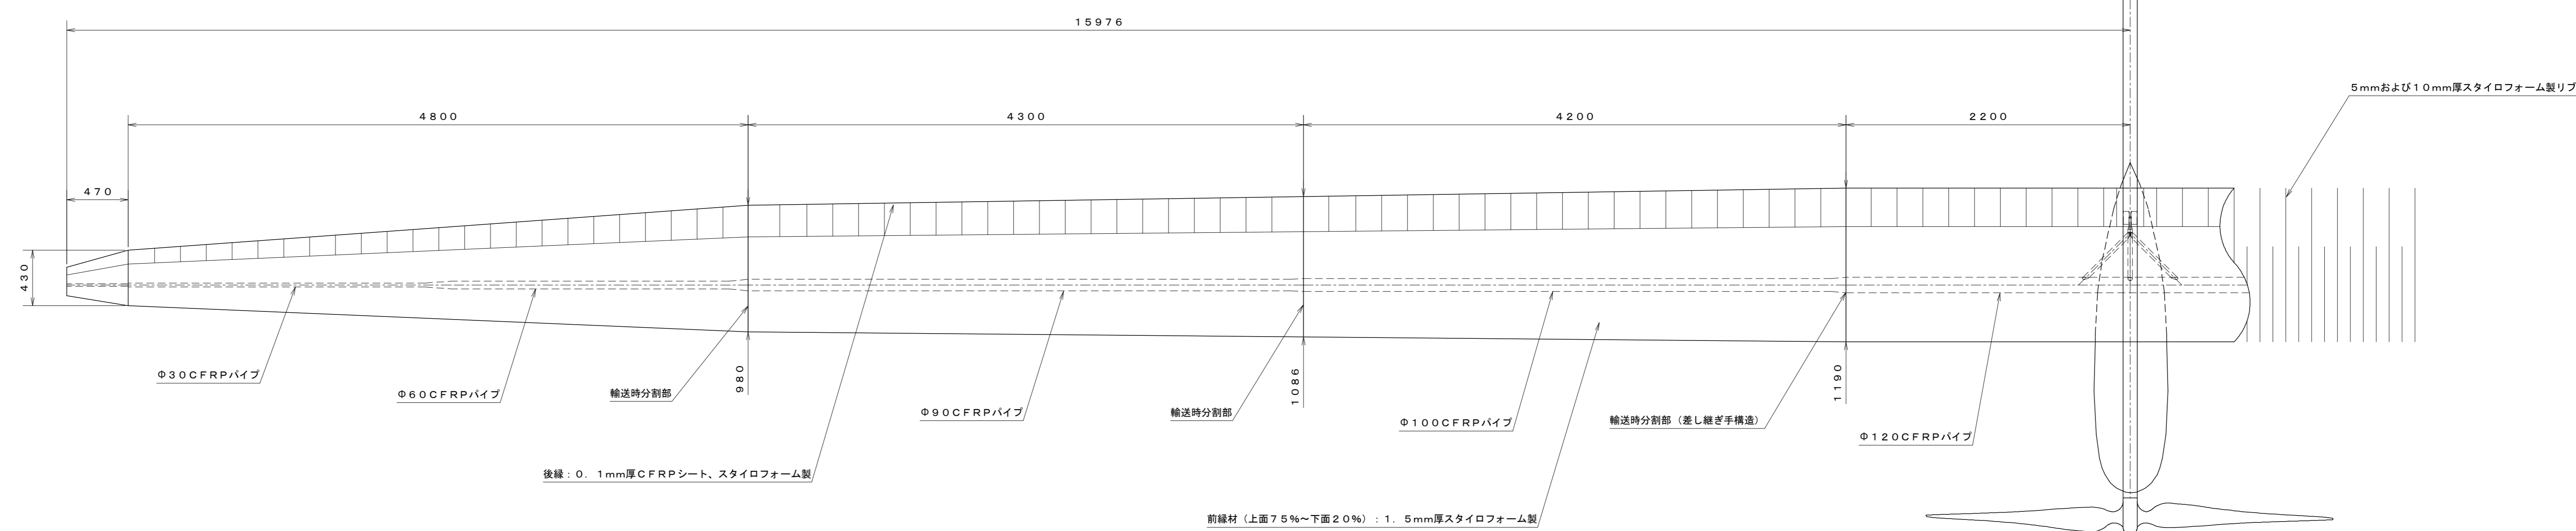 １５９７６
５ｍｍおよび１０ｍｍ厚スタイロフォーム製リブ
４８００
４３００
４２００
２２００
４７０
４３０
Φ３０ＣＦＲＰパイプ
Φ６０ＣＦＲＰパイプ
輸送時分割部
９８０
Φ９０ＣＦＲＰパイプ
輸送時分割部
１０８６
Φ１００ＣＦＲＰパイプ
輸送時分割部（差し継ぎ手構造）
１１９０
Φ１２０ＣＦＲＰパイプ
後縁：０．１ｍｍ厚ＣＦＲＰシート、スタイロフォーム製
前縁材（上面７５％〜下面２０％）：１．５ｍｍ厚スタイロフォーム製